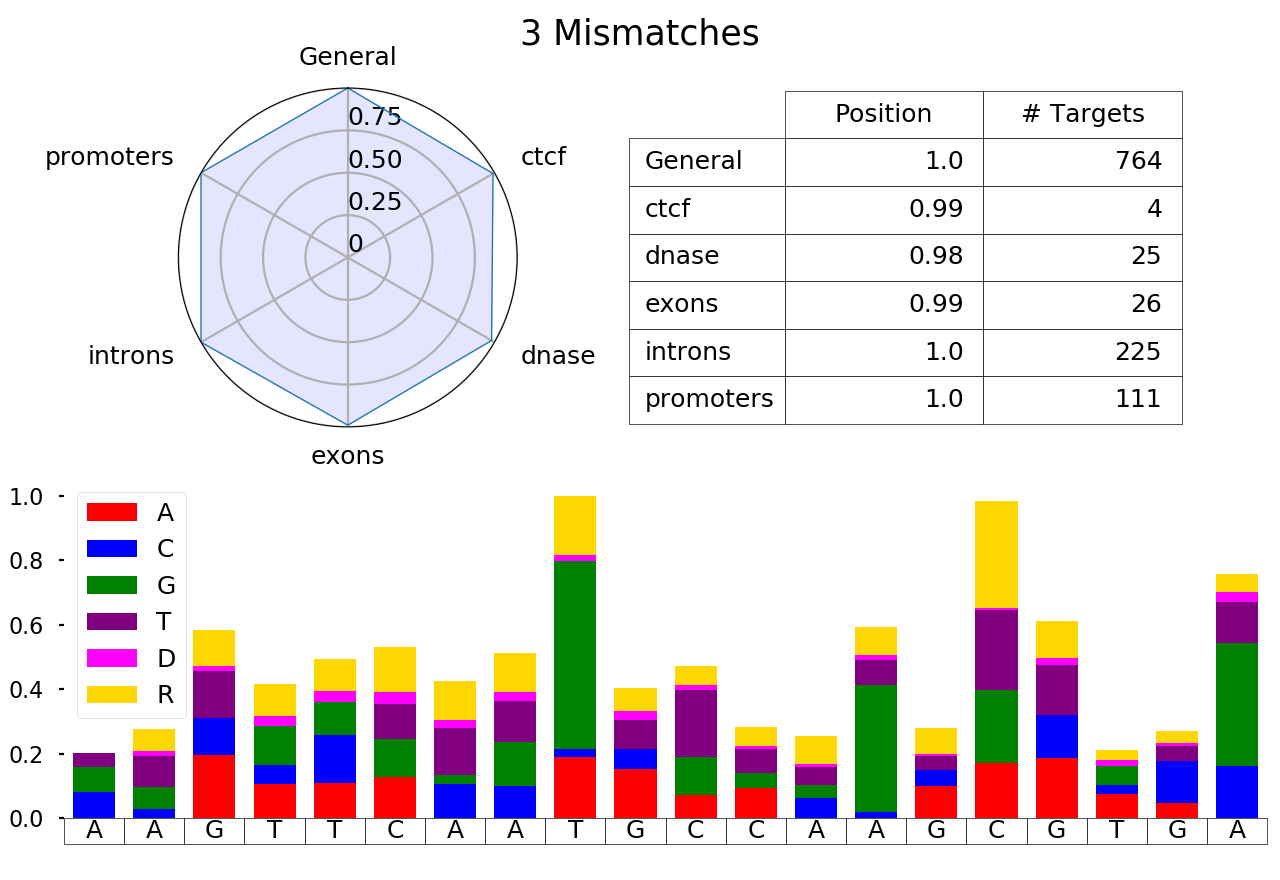 3 Mismatches
General
promoters
ctcf
introns
dnase
exons
0.75
0.50
0.25
0
Position # Targets
General 1.0 764
ctcf 0.99 4
dnase 0.98 25
exons 0.99 26
introns 1.0 225
promoters 1.0 111
1.0
0.8
0.6
0.4
0.2
0.0
A
C
G
T
D
R
A A G T T C A A T G C C A A G C G T G A